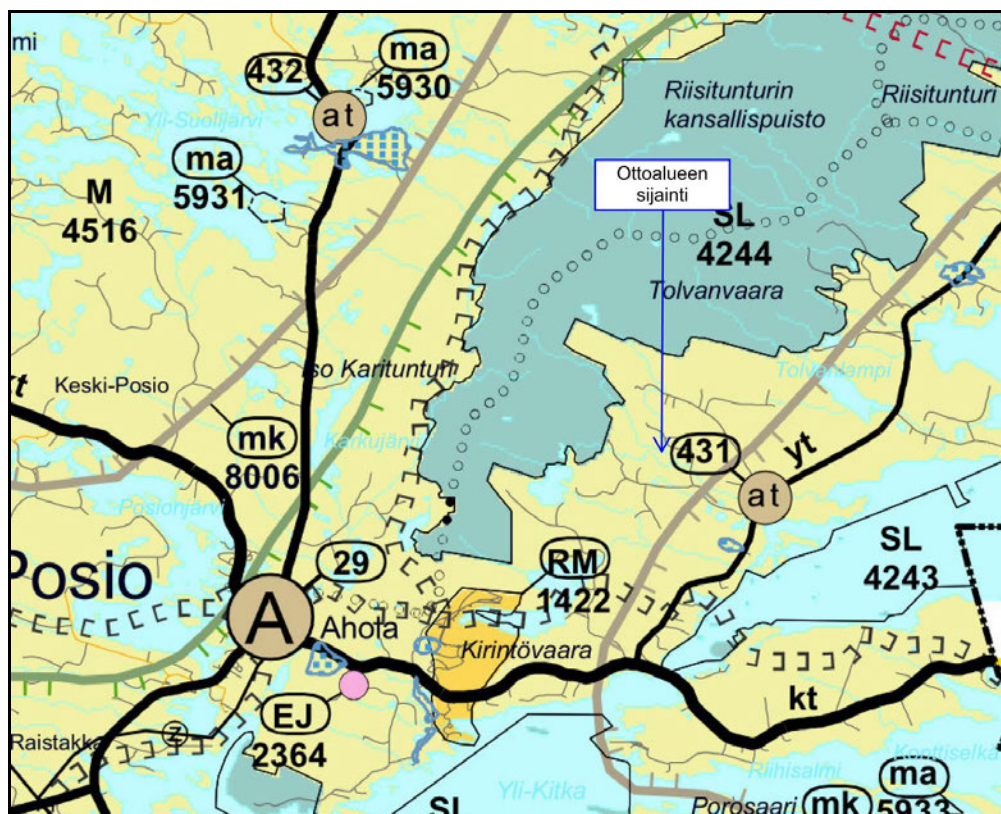 mi
432
ma
5930
at
Yli-Suolijärvi
ma
5931
M
4516
Riisitunturin
kansallispuisto
Riisitunturi
Ottoalueen
sijainti
SL
4244
Tolvanvaara
Iso Karitunturi
Keski-Posio
Tolvanlampi
mk
8006
Karkujärvi
431
yt
at
Posionjärvi
SL
4243
Posio
29
RM
1422
A
Ahola
Kirintövaara
kt
EJ
2364
Raistakka
Z
Konttiselkä
Riihisalmi
Yli-Kitka
ma
5933
Porosaari
mk
SL